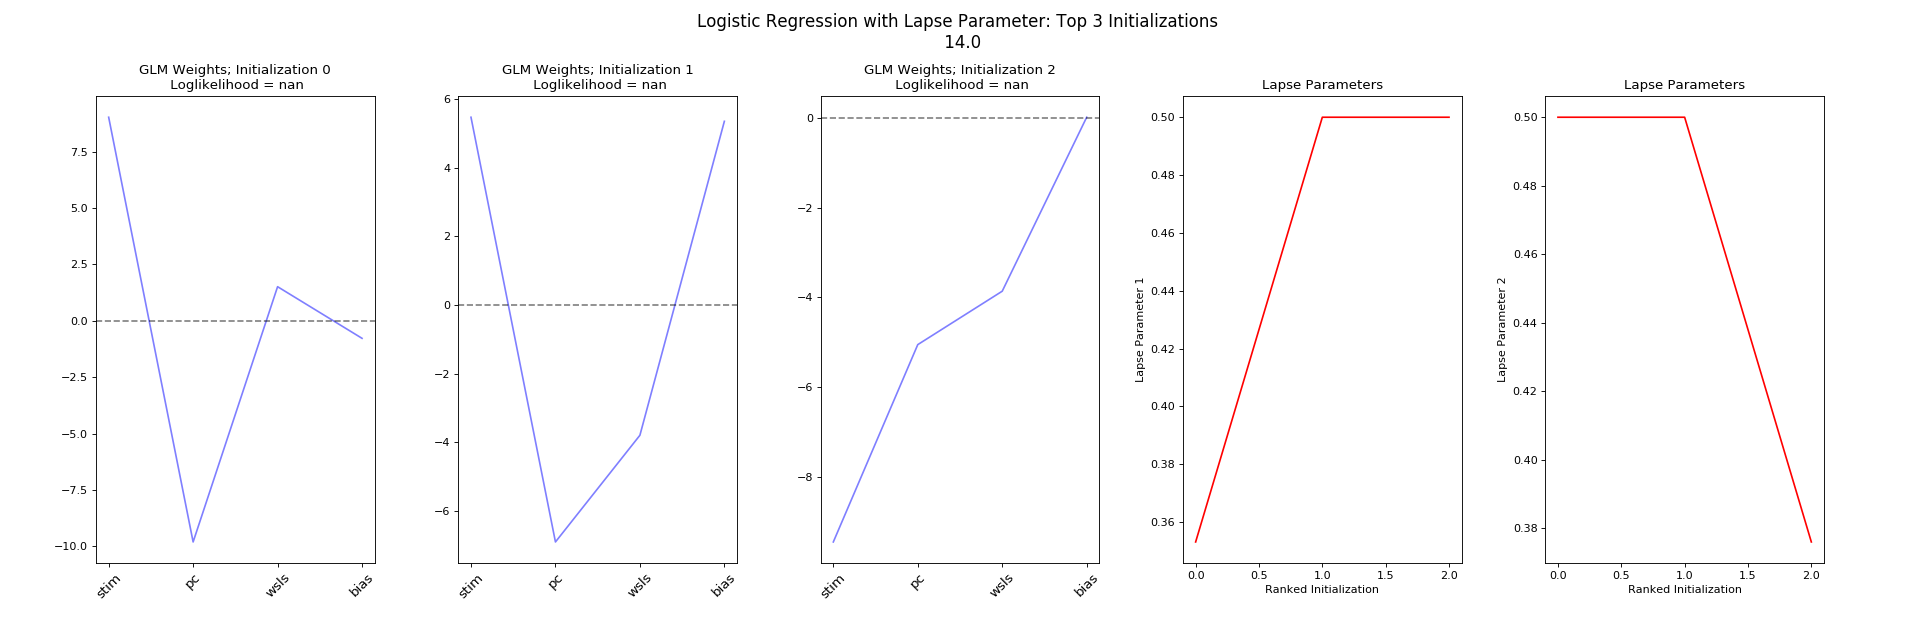 Logistic Regression with Lapse Parameter: Top 3 Initializations
14.0
GLM Weights; Initialization 0
Loglikelihood = nan
7.5
5.0
2.5
0.0
−2.5
−5.0
−7.5
−10.0
stim
pc
wsls
bias
GLM Weights; Initialization 1
Loglikelihood = nan
6
4
2
0
−2
−4
−6
stim
pc
wsls
bias
GLM Weights; Initialization 2
Loglikelihood = nan
0
−2
−4
−6
−8
stim
pc
wsls
bias
Lapse Parameters
Lapse Parameter 1
0.50
0.48
0.46
0.44
0.42
0.40
0.38
0.36
0.0 0.5 1.0 1.5 2.0
Ranked Initialization
Lapse Parameters
Lapse Parameter 2
0.50
0.48
0.46
0.44
0.42
0.40
0.38
0.0 0.5 1.0 1.5 2.0
Ranked Initialization